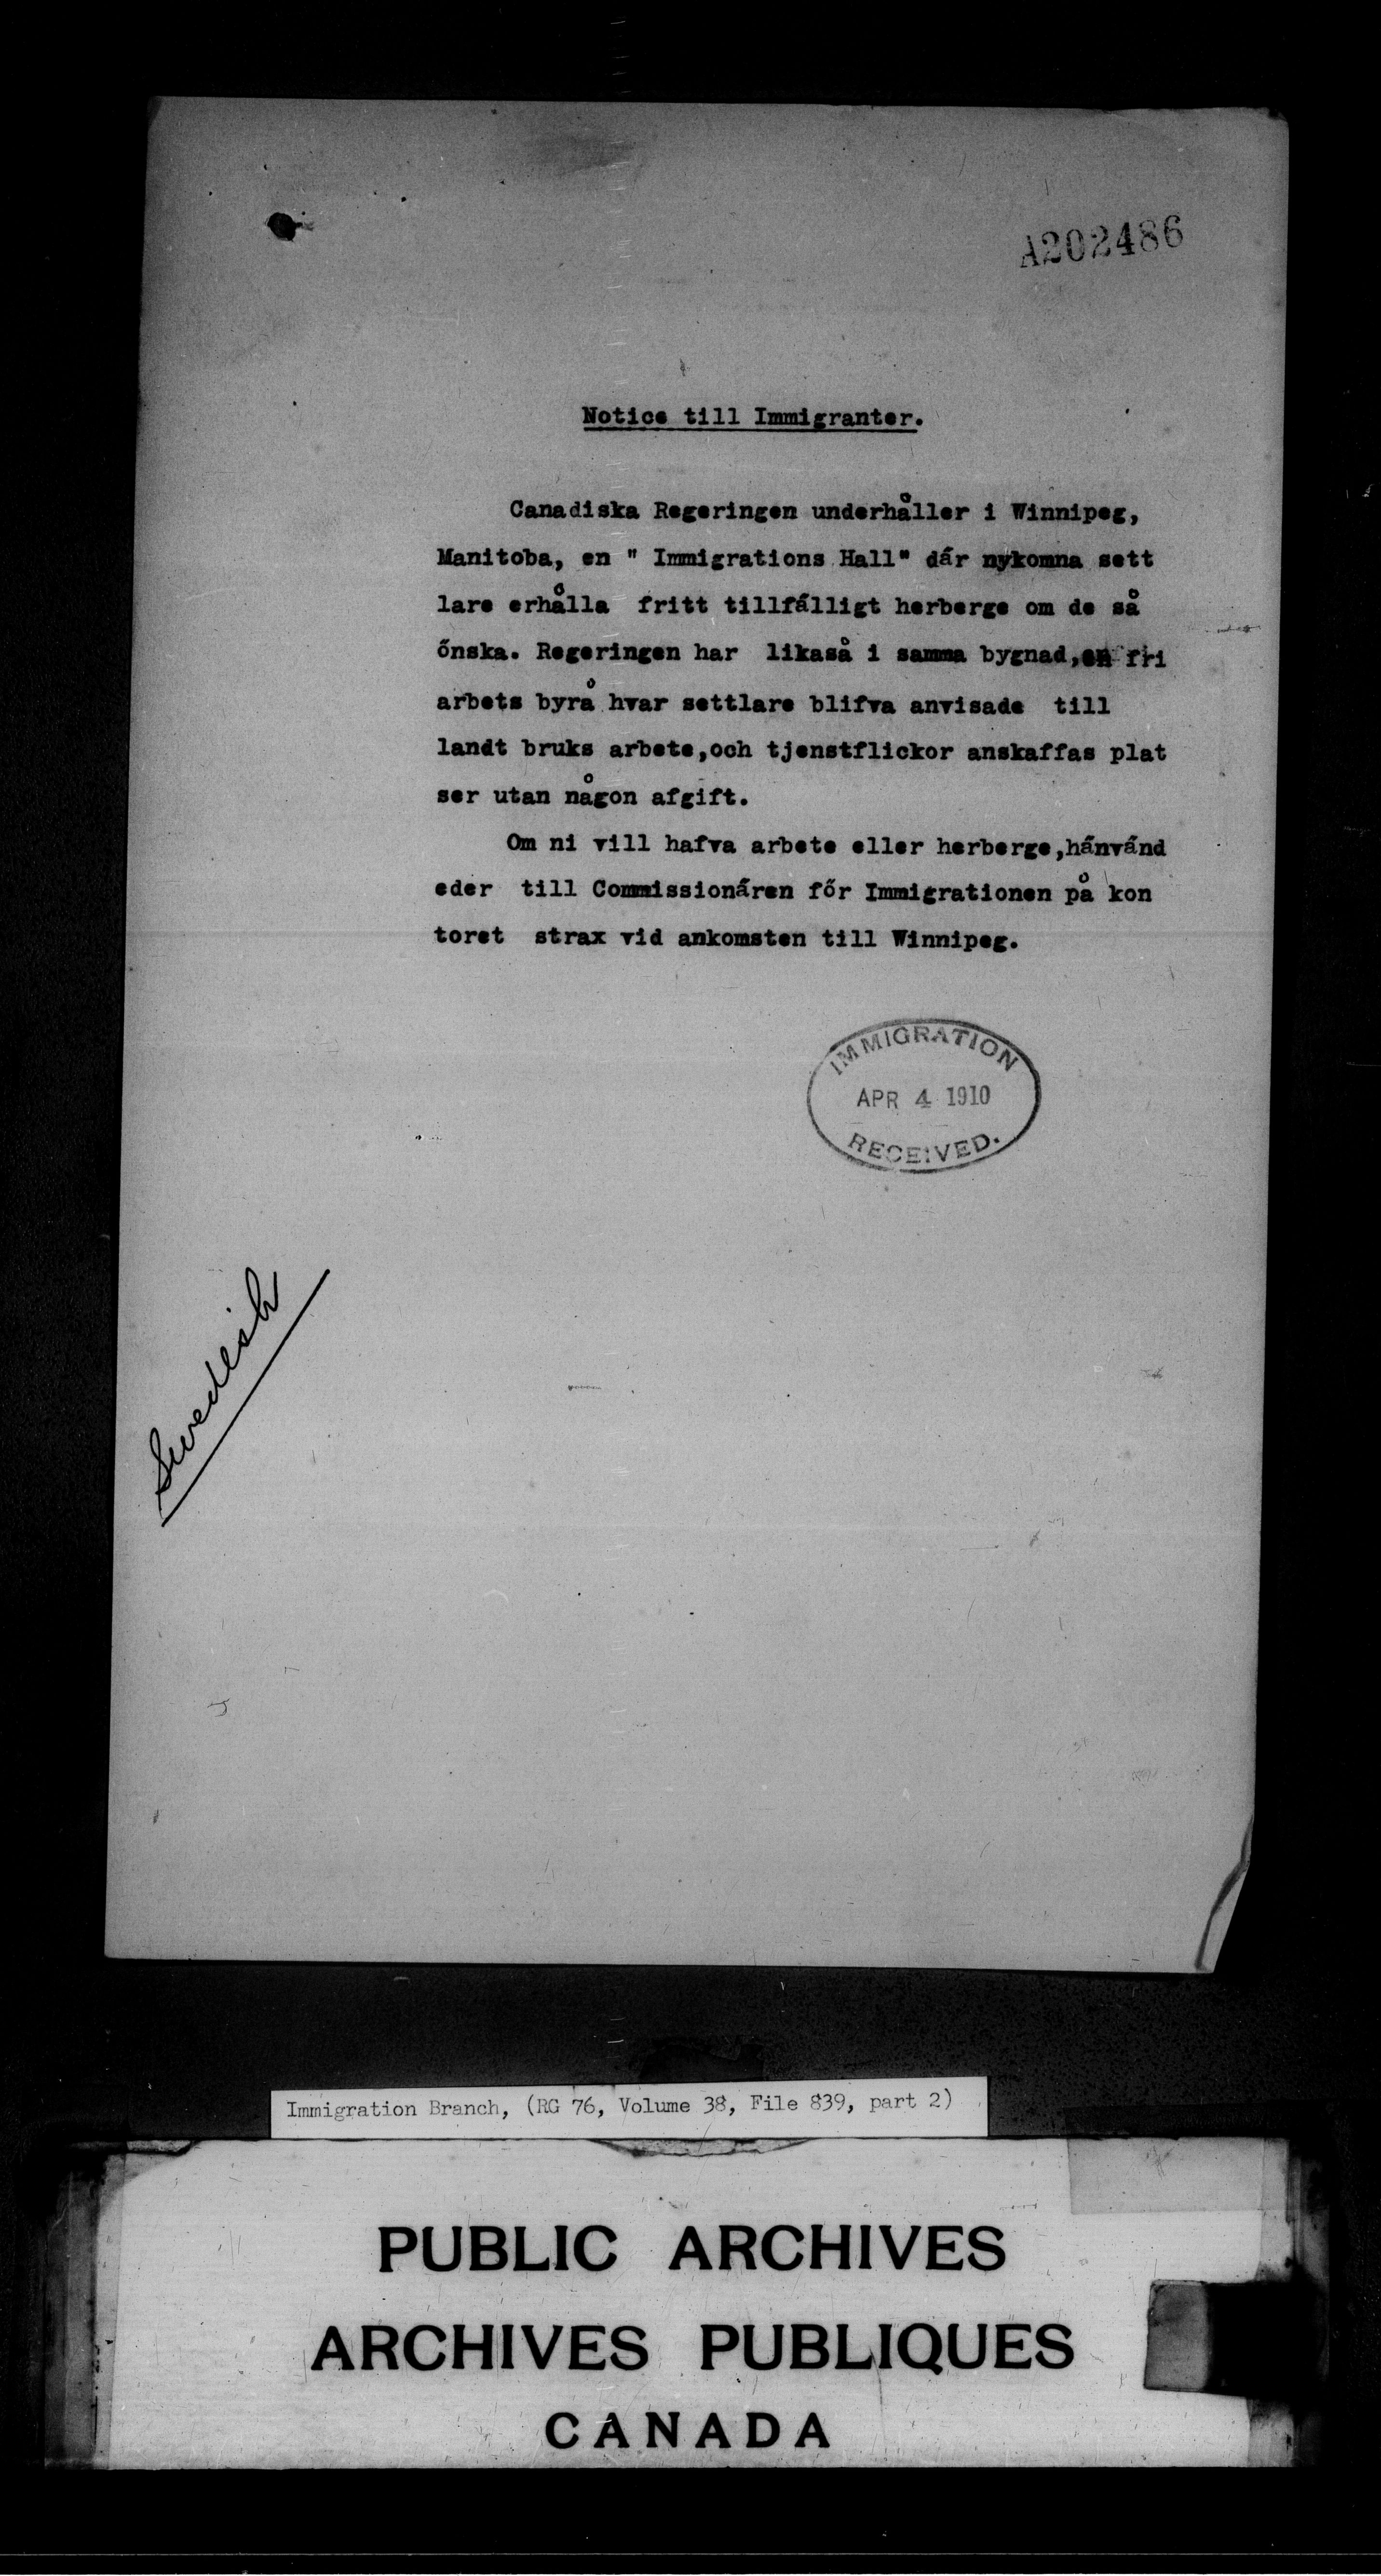 A202486
Notice till Immigranter.
Canadiska Regeringen underhåller i Winnipeg,
Manitoba, en " Immigrations Hall" där nykomna sett
lare erhålla fritt tillfälligt herberge om de så
önska. Regeringen har likaså i samma bygnad,en fri
arbets byrå hvar settlare blifva anvisade till
landt bruks arbete,och tjenstflickor anskaffas plat
ser utan någon afgift.
Om ni vill hafva arbete eller herberge,hänvänd
eder till Commissionären för Immigrationen på kon
toret strax vid ankomsten till Winnipeg.
IMMIGRATION
APR 4 1910
RECEIVED.
Swedish
Immigration Branch, (RG 76, Volume 38, File 839, part 2)
PUBLIC ARCHIVES
ARCHIVES PUBLIQUES
CANADA